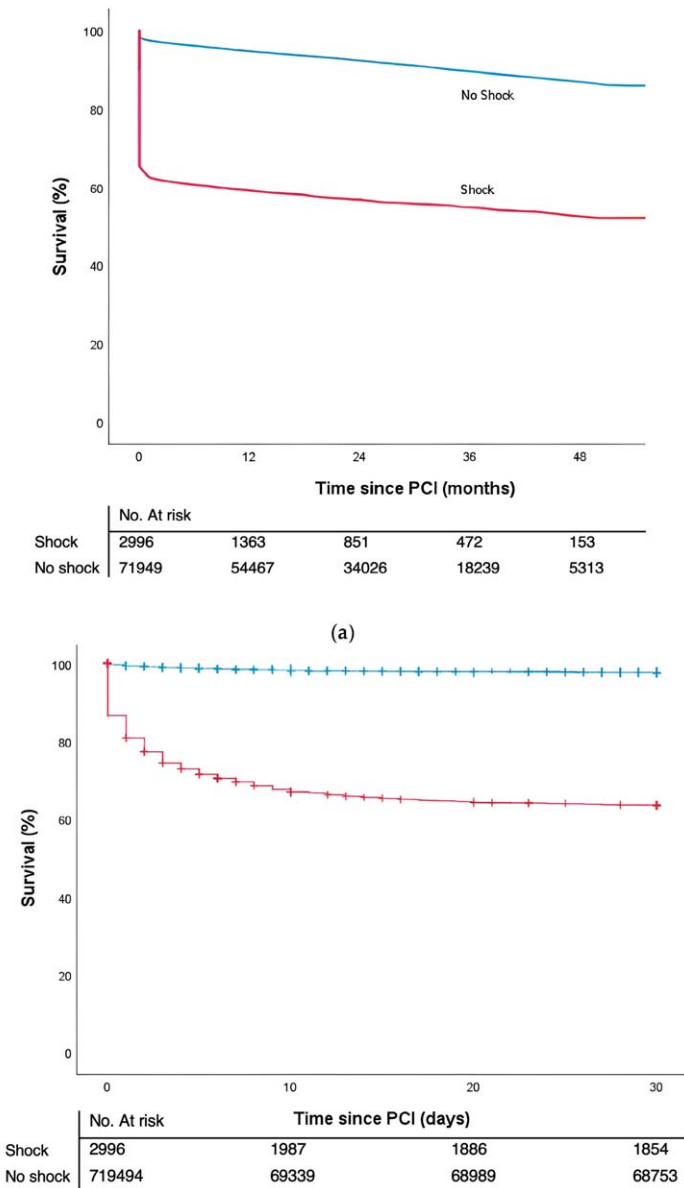 100
80
60
40
20
0
Survival (%)
No Shock
Shock
0 12 24 36 48
Time since PCI (months)
No. At risk
Shock 2996 1363 851 472 153
No shock 71949 54467 34026 18239 5313
(a)
100
80
60
40
20
0
Survival (%)
0 10 20 30
No. At risk Time since PCI (days)
Shock 2996 1987 1886 1854
No shock 719494 69339 68989 68753